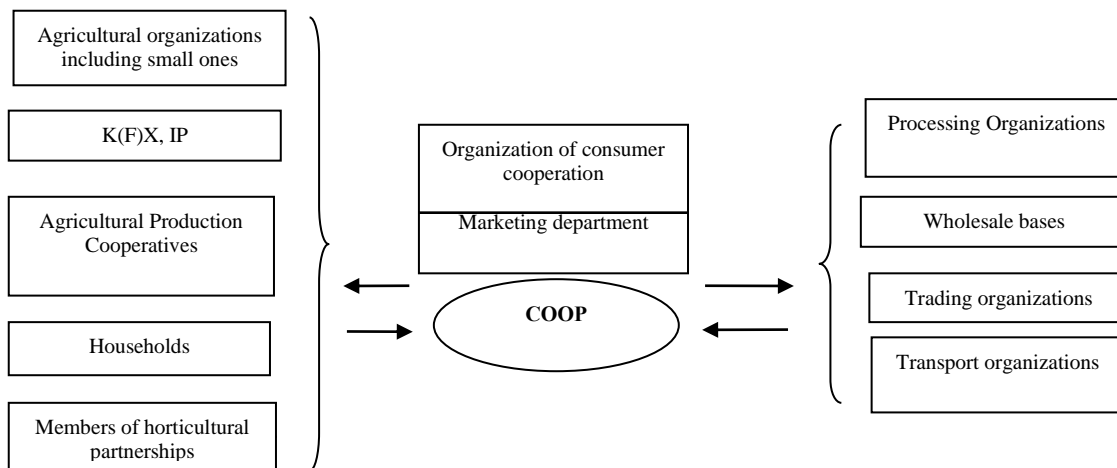 Agricultural organizations
including small ones
K(F)X, IP
Agricultural Production
Cooperatives
Households
Members of horticultural
partnerships
Organization of consumer
cooperation
Marketing department
COOP
Processing Organizations
Wholesale bases
Trading organizations
Transport organizations